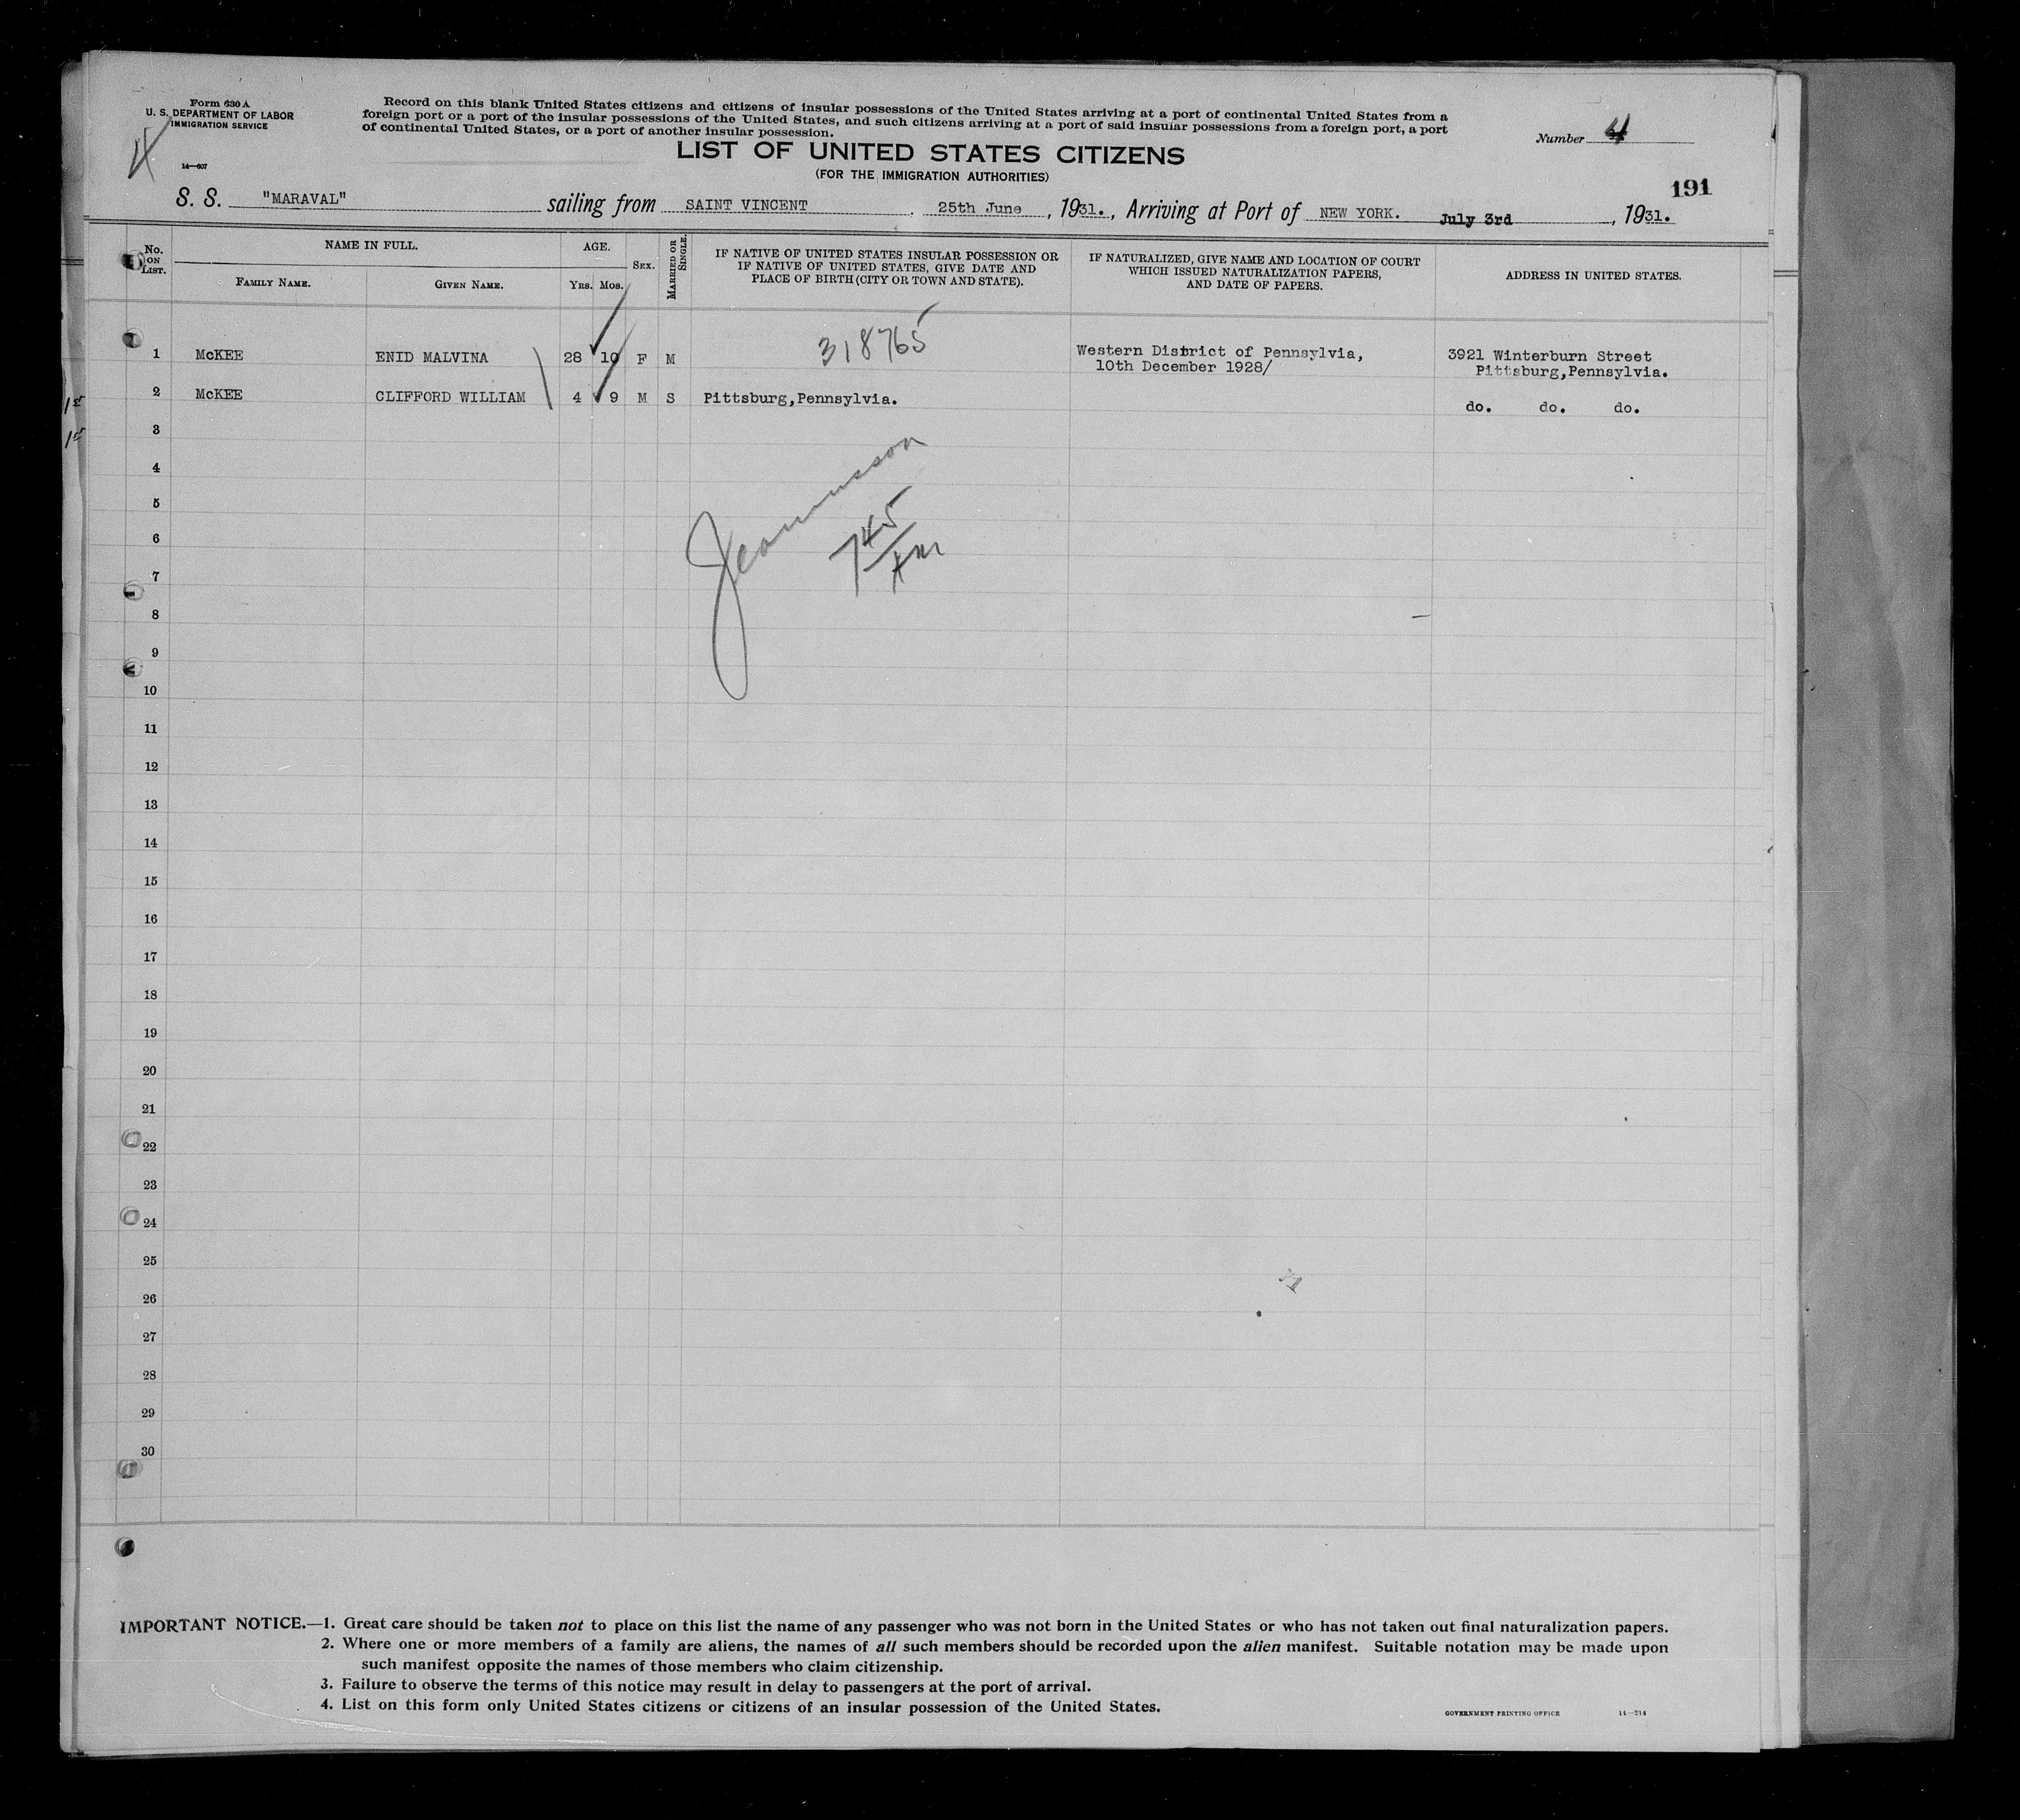 Form 630 A
U. S. DEPARTMENT OF LABOR
IMMIGRATION SERVICE
14—607
Record on this blank United States citizens and citizens of insular possessions of the United States arriving at a port of continental United States from a
foreign port or a port of the insular possessions of the United States, and such citizens arriving at a port of said insular possessions from a foreign port, a port
of continental United States, or a port of another insular possession.
Number 4
LIST OF UNITED STATES CITIZENS
(FOR THE IMMIGRATION AUTHORITIES)
191
S. S. "MARAVAL" sailing from SAINT VINCENT, 25th June, 1931., Arriving at Port of NEW YORK. July 3rd, 1931.
No. ON LIST.
NAME IN FULL.
FAMILY NAME. GIVEN NAME.
AGE.
YRS. MOS.
SEX.
MARRIED OR SINGLE.
IF NATIVE OF UNITED STATES INSULAR POSSESSION OR
IF NATIVE OF UNITED STATES, GIVE DATE AND
PLACE OF BIRTH (CITY OR TOWN AND STATE).
IF NATURALIZED, GIVE NAME AND LOCATION OF COURT
WHICH ISSUED NATURALIZATION PAPERS,
AND DATE OF PAPERS.
ADDRESS IN UNITED STATES.
318765
1 McKEE ENID MALVINA 28 10 F M Western District of Pennsylvia, 3921 Winterburn Street
10th December 1928/ Pittsburg,Pennsylvia.
2 McKEE CLIFFORD WILLIAM 4 9 M S Pittsburg,Pennsylvia. do. do. do.
1st
1st
3
4
5
6
745
7
8
9
10
11
12
13
14
15
16
17
18
19
20
21
22
23
24
25
26
27
28
29
30
IMPORTANT NOTICE.—1. Great care should be taken not to place on this list the name of any passenger who was not born in the United States or who has not taken out final naturalization papers.
2. Where one or more members of a family are aliens, the names of all such members should be recorded upon the alien manifest. Suitable notation may be made upon
such manifest opposite the names of those members who claim citizenship.
3. Failure to observe the terms of this notice may result in delay to passengers at the port of arrival.
4. List on this form only United States citizens or citizens of an insular possession of the United States.
GOVERNMENT PRINTING OFFICE 14—214